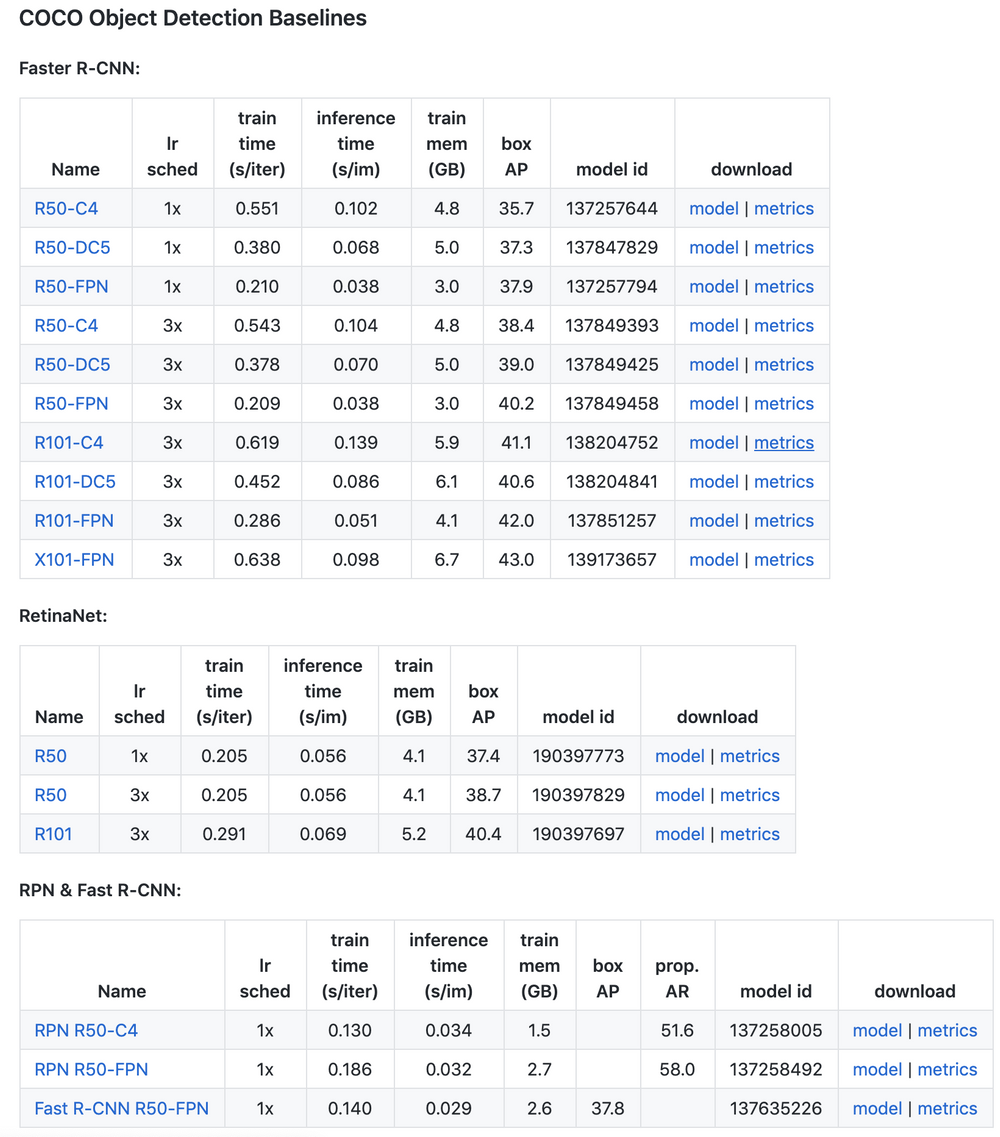 COCO Object Detection Baselines
Faster R-CNN:
Name lr sched train time (s/iter) inference time (s/im) train mem (GB) box AP model id download
R50-C4 1x 0.551 0.102 4.8 35.7 137257644 model | metrics
R50-DC5 1x 0.380 0.068 5.0 37.3 137847829 model | metrics
R50-FPN 1x 0.210 0.038 3.0 37.9 137257794 model | metrics
R50-C4 3x 0.543 0.104 4.8 38.4 137849393 model | metrics
R50-DC5 3x 0.378 0.070 5.0 39.0 137849425 model | metrics
R50-FPN 3x 0.209 0.038 3.0 40.2 137849458 model | metrics
R101-C4 3x 0.619 0.139 5.9 41.1 138204752 model | metrics
R101-DC5 3x 0.452 0.086 6.1 40.6 138204841 model | metrics
R101-FPN 3x 0.286 0.051 4.1 42.0 137851257 model | metrics
X101-FPN 3x 0.638 0.098 6.7 43.0 139173657 model | metrics
RetinaNet:
Name lr sched train time (s/iter) inference time (s/im) train mem (GB) box AP model id download
R50 1x 0.205 0.056 4.1 37.4 190397773 model | metrics
R50 3x 0.205 0.056 4.1 38.7 190397829 model | metrics
R101 3x 0.291 0.069 5.2 40.4 190397697 model | metrics
RPN & Fast R-CNN:
Name lr sched train time (s/iter) inference time (s/im) train mem (GB) box AP prop. AR model id download
RPN R50-C4 1x 0.130 0.034 1.5 51.6 137258005 model | metrics
RPN R50-FPN 1x 0.186 0.032 2.7 58.0 137258492 model | metrics
Fast R-CNN R50-FPN 1x 0.140 0.029 2.6 37.8 137635226 model | metrics